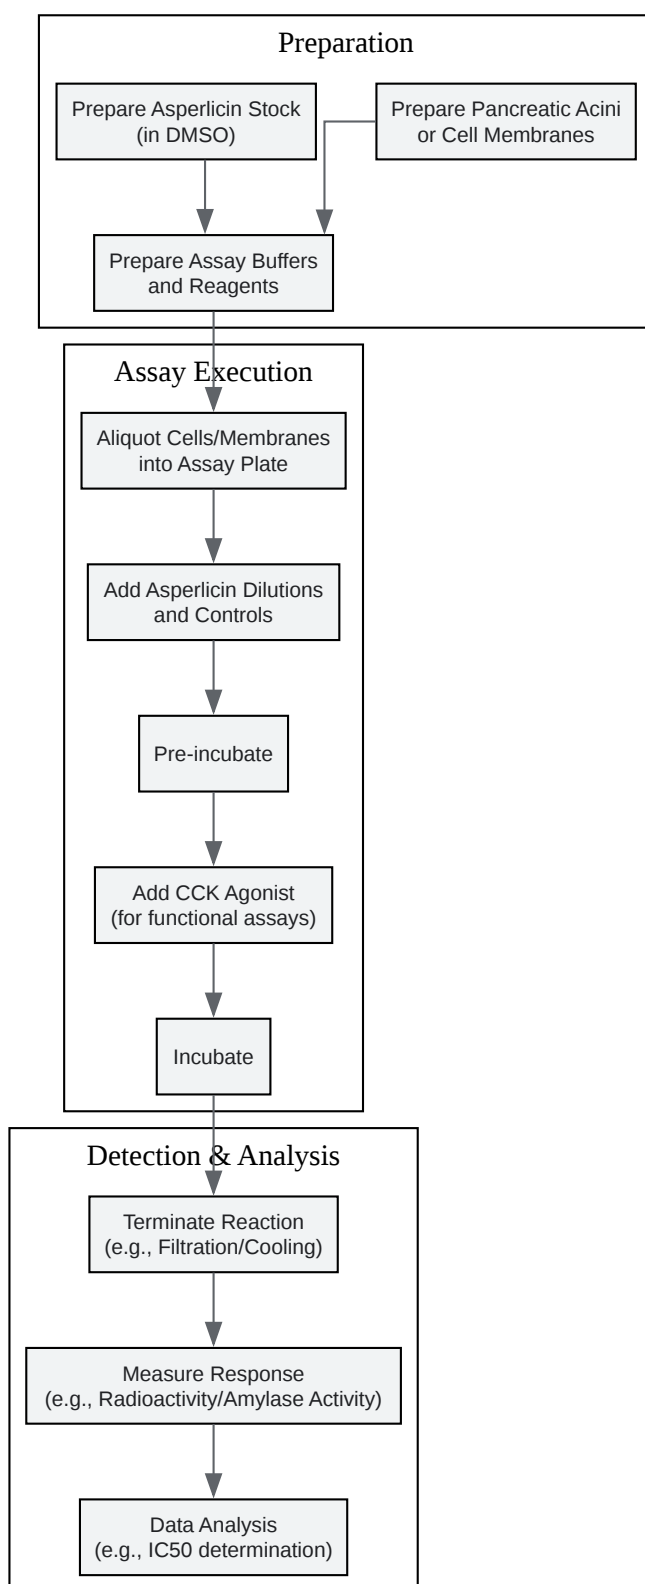 Preparation
Prepare Asperlicin Stock
(in DMSO)
Prepare Pancreatic Acini
or Cell Membranes
Prepare Assay Buffers
and Reagents
Assay Execution
Aliquot Cells/Membranes
into Assay Plate
Add Asperlicin Dilutions
and Controls
Pre-incubate
Add CCK Agonist
(for functional assays)
Incubate
Detection & Analysis
Terminate Reaction
(e.g., Filtration/Cooling)
Measure Response
(e.g., Radioactivity/Amylase Activity)
Data Analysis
(e.g., IC50 determination)